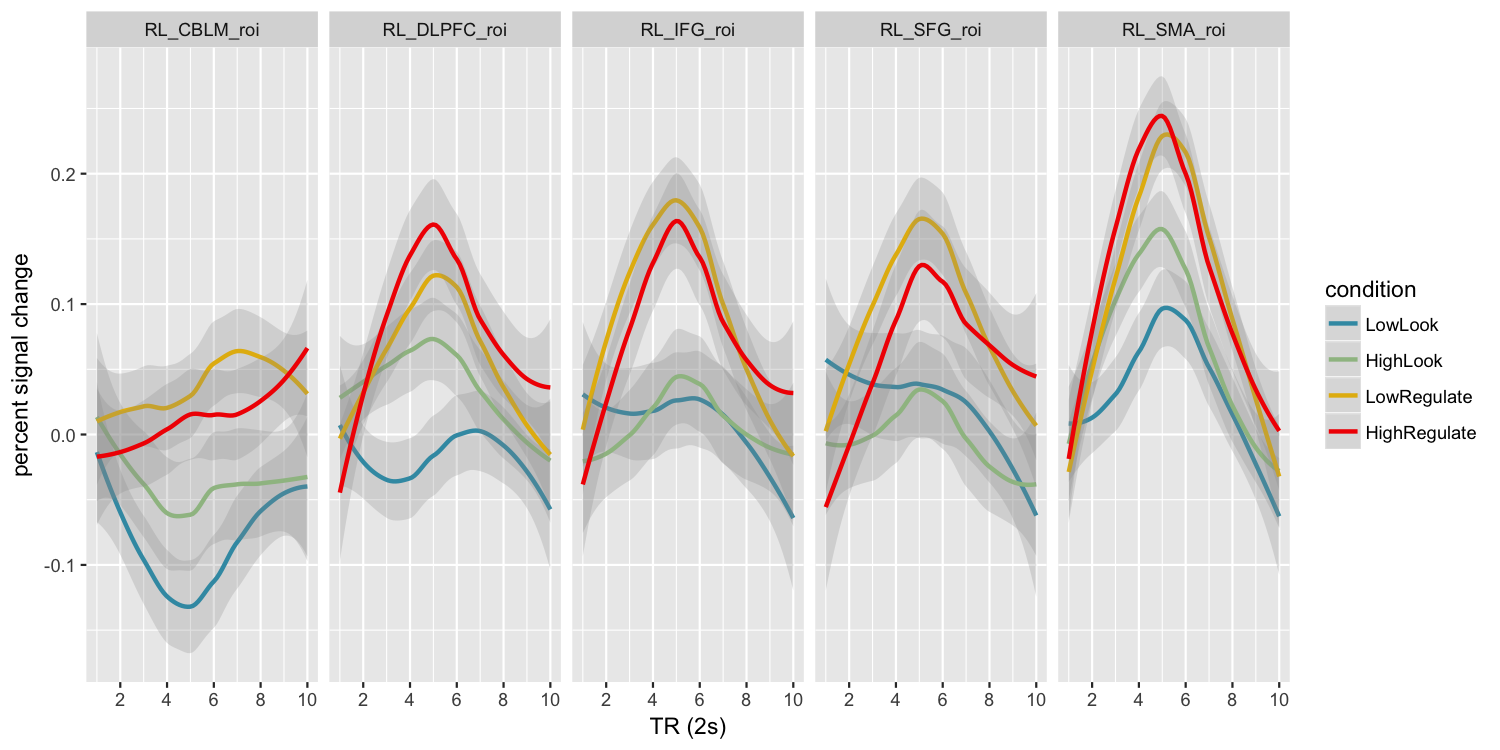 RL_CBLM_roi RL_DLPFC_roi RL_IFG_roi RL_SFG_roi RL_SMA_roi
percent signal change
0.2
0.1
0.0
-0.1
2 4 6 8 10 2 4 6 8 10 2 4 6 8 10 2 4 6 8 10 2 4 6 8 10
TR (2s)
condition
LowLook
HighLook
LowRegulate
HighRegulate